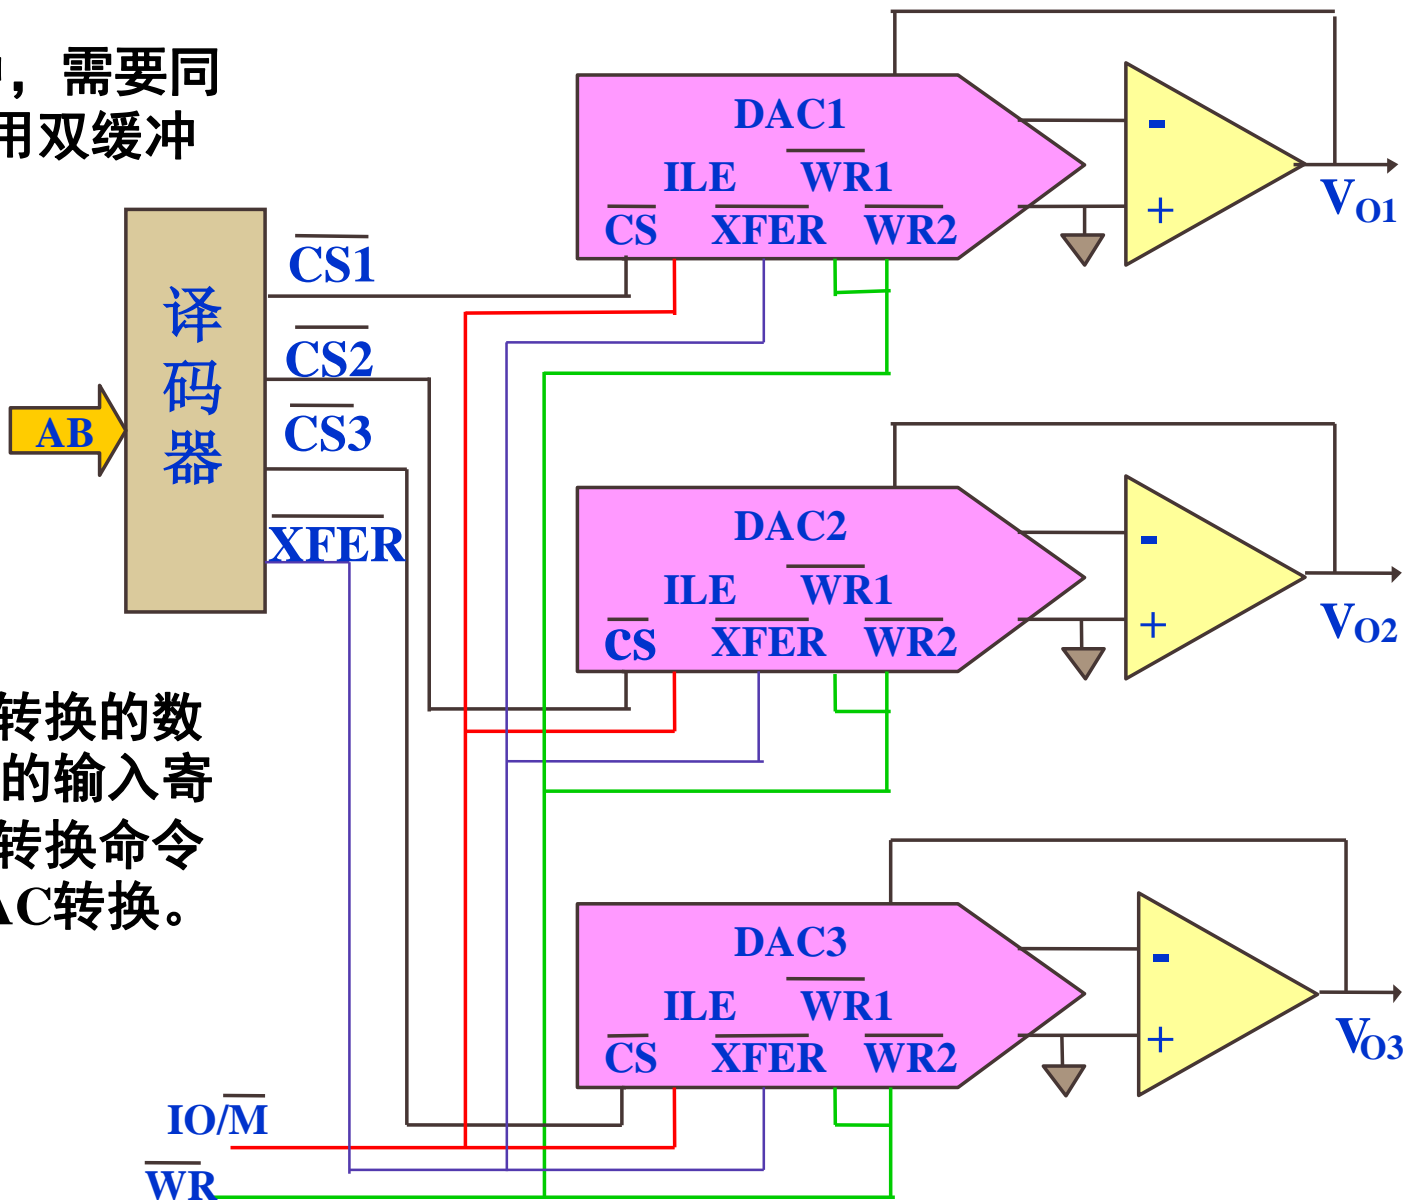 ，需要同
用双缓冲
译码器
AB
CS1
CS2
CS3
XFER
转换的数
的输入寄
转换命令
AC转换。
IO/M
WR
DAC1
ILE WR1
CS XFER WR2
-
+
VO1
DAC2
ILE WR1
CS XFER WR2
-
+
VO2
DAC3
ILE WR1
CS XFER WR2
-
+
VO3